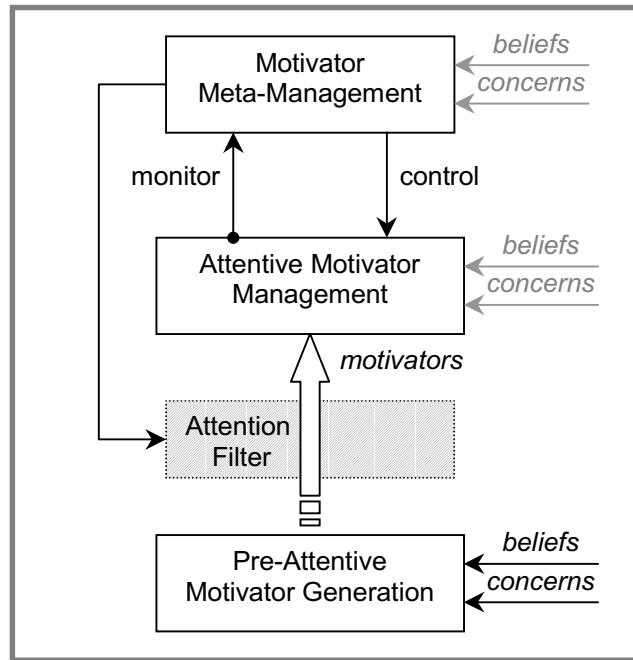 Motivator
Meta-Management
beliefs
concerns
monitor
control
Attentive Motivator
Management
beliefs
concerns
motivators
Attention
Filter
Pre-Attentive
Motivator Generation
beliefs
concerns